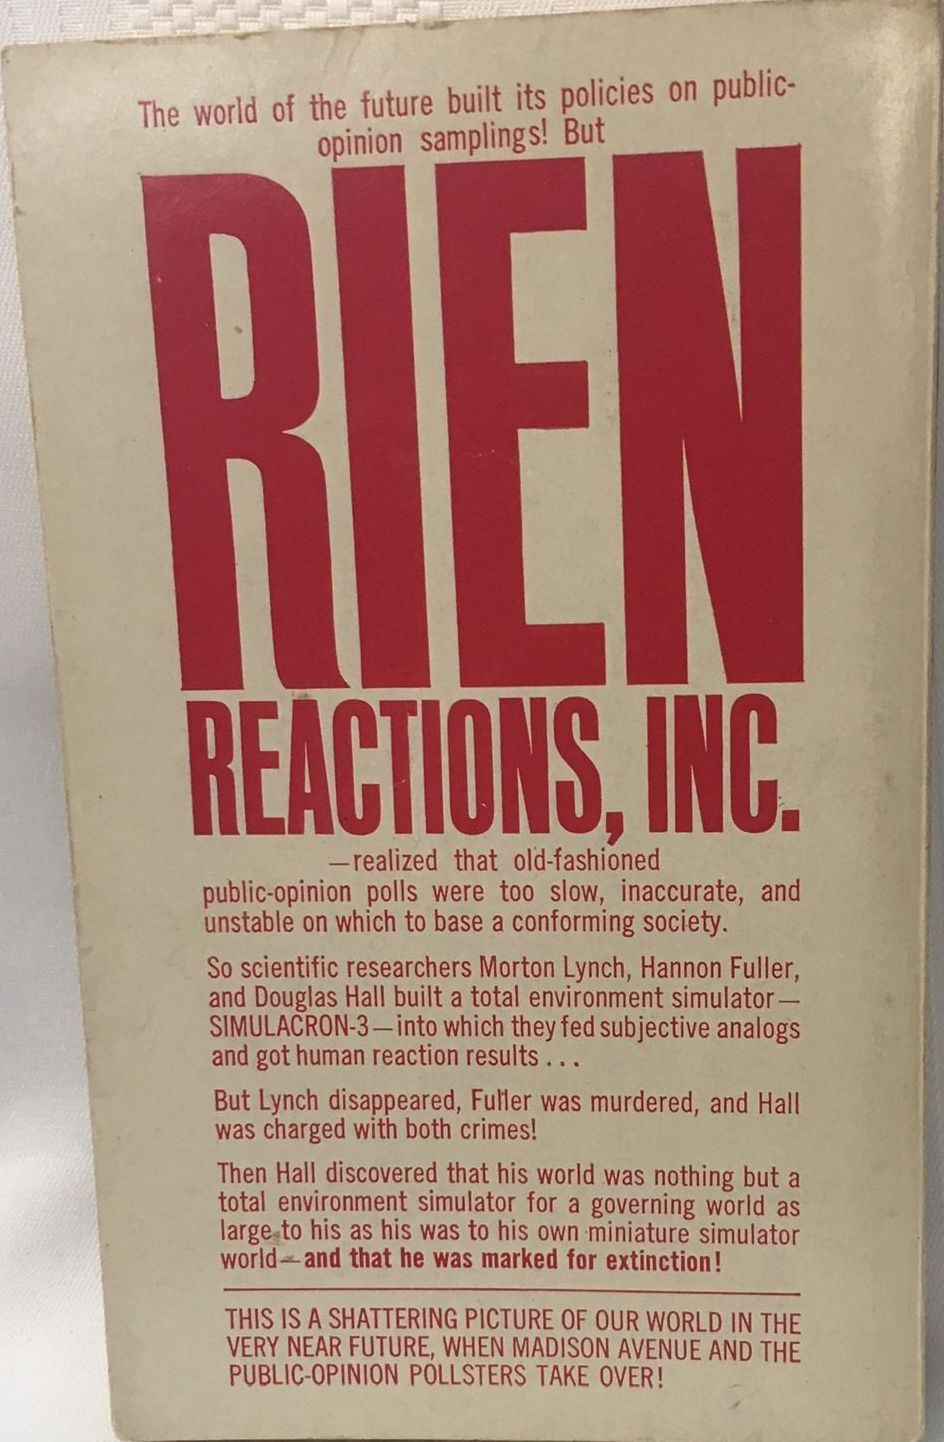 The world of the future built its policies on public-
opinion samplings! But
RIEN
REACTIONS, INC.
—realized that old-fashioned
public-opinion polls were too slow, inaccurate, and
unstable on which to base a conforming society.
So scientific researchers Morton Lynch, Hannon Fuller,
and Douglas Hall built a total environment simulator—
SIMULACRON-3—into which they fed subjective analogs
and got human reaction results . . .
But Lynch disappeared, Fuller was murdered, and Hall
was charged with both crimes!
Then Hall discovered that his world was nothing but a
total environment simulator for a governing world as
large to his as his was to his own miniature simulator
world—and that he was marked for extinction!
THIS IS A SHATTERING PICTURE OF OUR WORLD IN THE
VERY NEAR FUTURE, WHEN MADISON AVENUE AND THE
PUBLIC-OPINION POLLSTERS TAKE OVER!